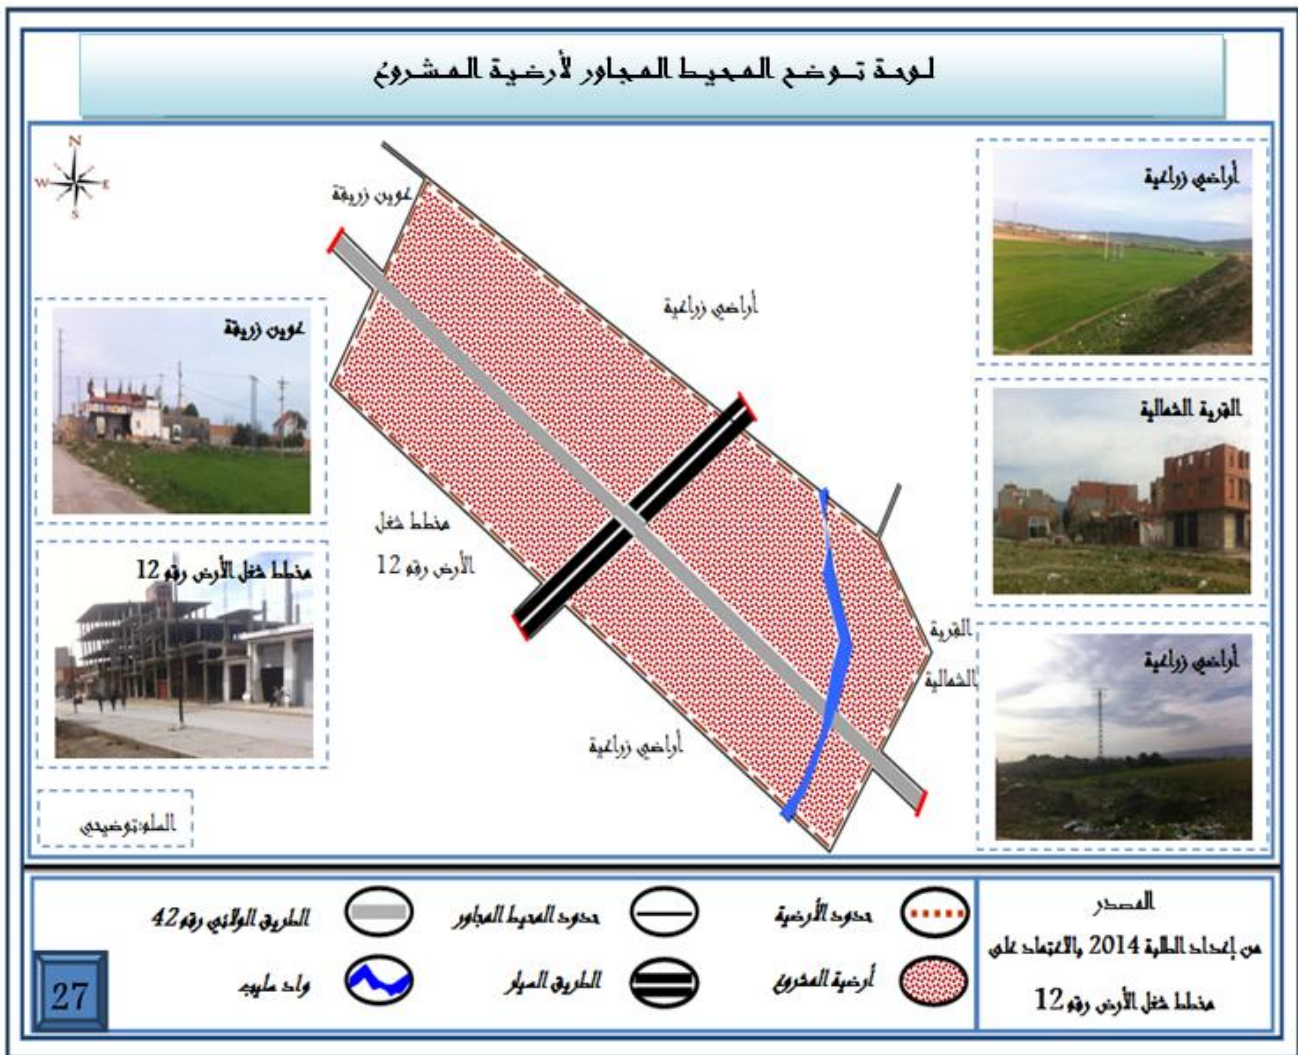 لوحة توضح المحيط المجاور لأرضية المشروع
N
W E
S
عوين زريقة
أراضي زراعية
أراضي زراعية
عوين زريقة
القرية الشمالية
مخطط شغل
الأرض رقم 12
مخطط شغل الأرض رقم 12
القرية
الشمالية
أراضي زراعية
أراضي زراعية
السلم:توضيحي
حدود الأرضية
حدود المحيط المجاور
الطريق الولائي رقم 42
أرضية المشروع
الطريق السيار
واد مليب
المصدر
من إعداد الطلبة 2014 بالاعتماد على
مخطط شغل الأرض رقم 12
27